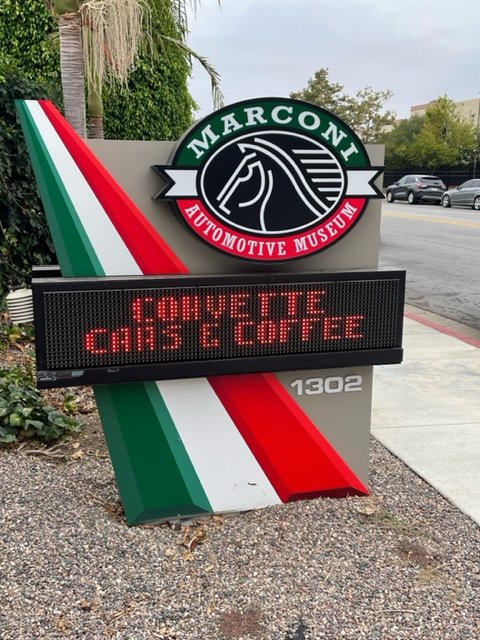 MARCONI
AUTOMOTIVE MUSEUM
CORVETTE
CARS & COFFEE
1302